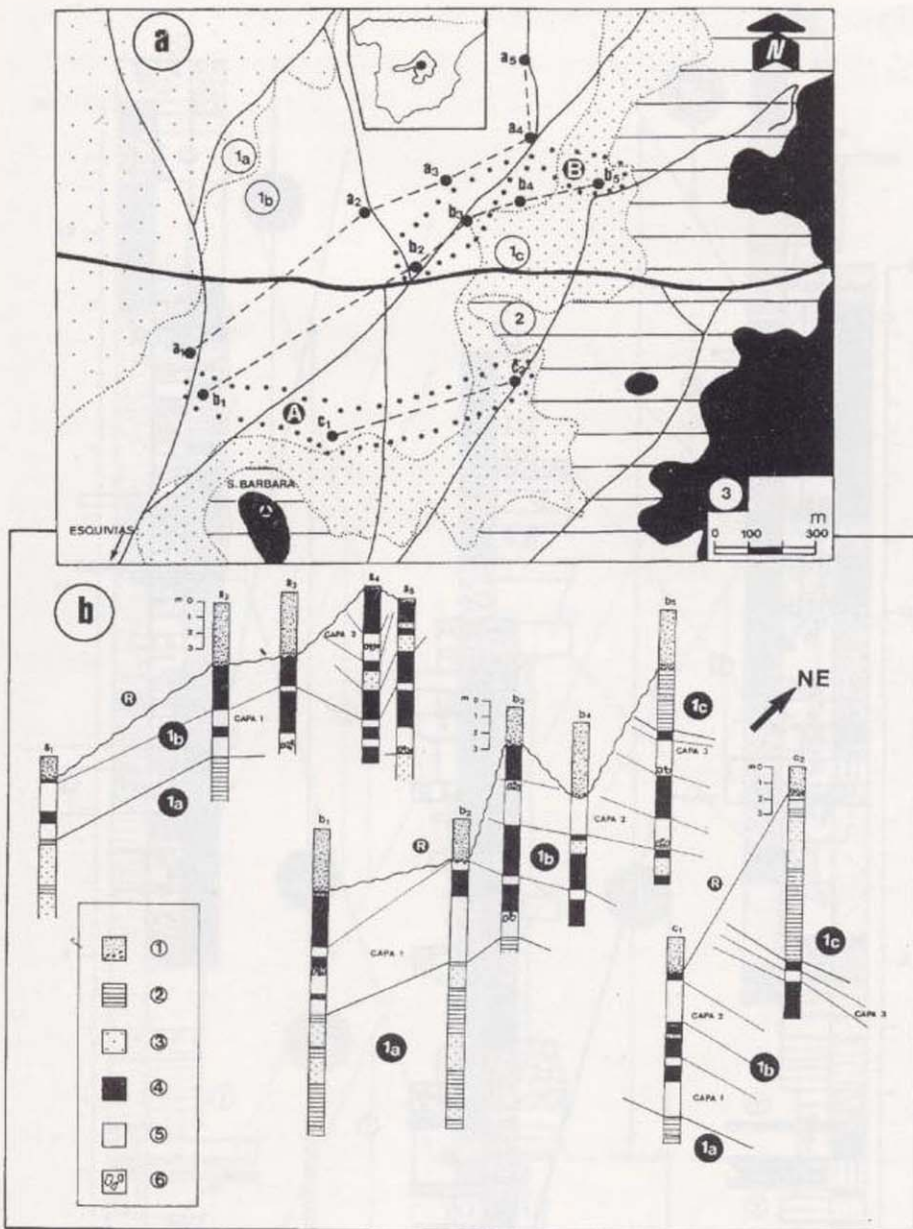 a
N
a5
a4
1a
a3
B
b5
1b
b4
a2
b3
b2
1c
2
a1
c2
b1
A
c1
S. BARBARA
3
ESQUIVIAS
m
0 100 300
b
a2
a3
a4
a5
m 0
1
2
3
CAPA 3
b5
NE
R
1c
b3
m 0
1
2
3
b4
1b
CAPA 1
CAPA 3
a1
c2
m 0
1
2
3
1a
CAPA 2
b1
b2
R
1b
R
1
c1
1c
2
CAPA 1
3
CAPA 2
CAPA 3
4
1a
1b
5
CAPA 1
6
1a